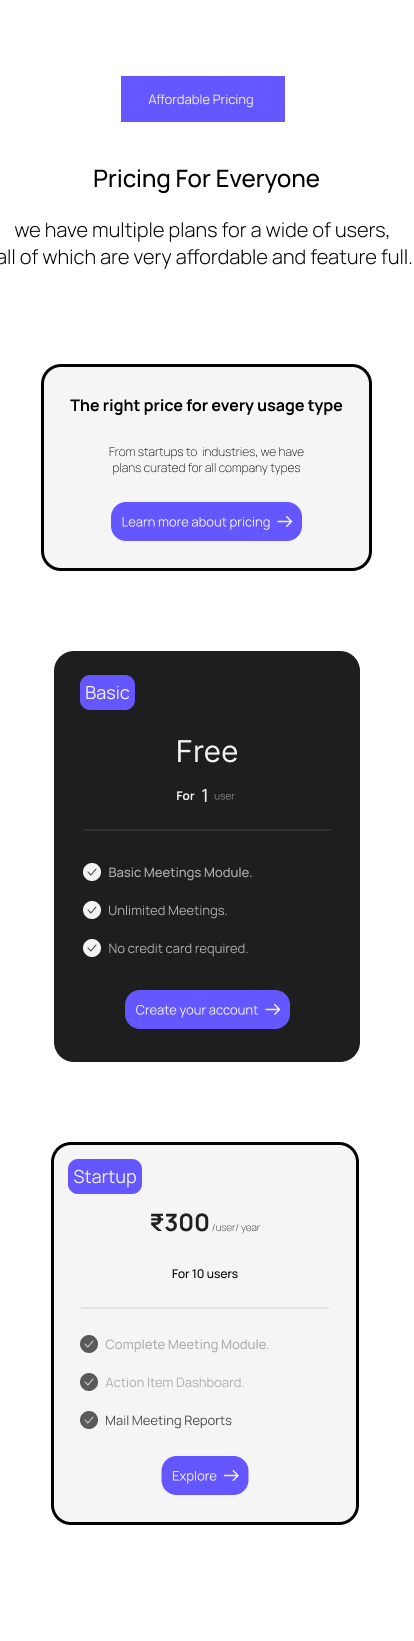 Affordable Pricing
Pricing For Everyone
we have multiple plans for a wide of users,
all of which are very affordable and feature full.
The right price for every usage type
From startups to industries, we have
plans curated for all company types
Learn more about pricing →
Basic
Free
For 1 user
Basic Meetings Module.
Unlimited Meetings.
No credit card required.
Create your account →
Startup
₹300 /user/ year
For 10 users
Complete Meeting Module.
Action Item Dashboard.
Mail Meeting Reports
Explore →